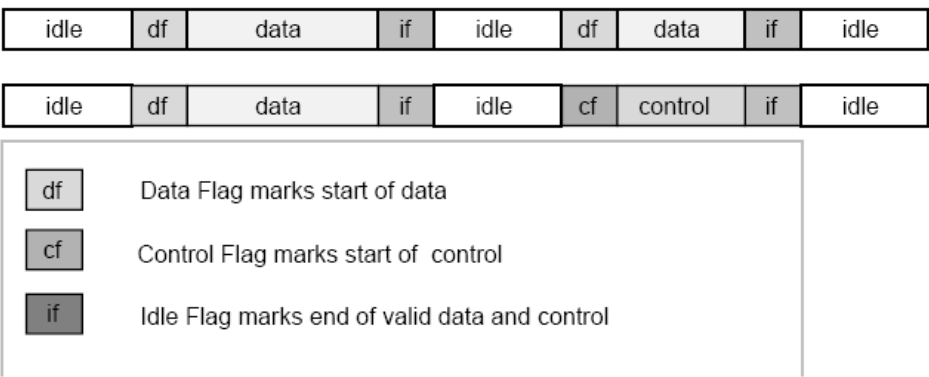 idle df data if idle df data if idle
idle df data if idle cf control if idle
df Data Flag marks start of data
cf Control Flag marks start of control
if Idle Flag marks end of valid data and control